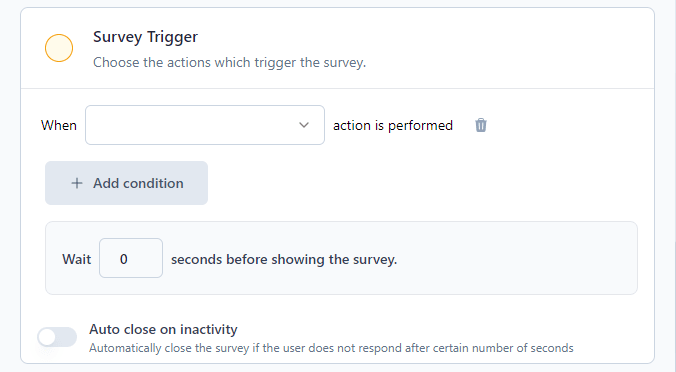 Survey Trigger
Choose the actions which trigger the survey.
When action is performed
+ Add condition
Wait 0 seconds before showing the survey.
Auto close on inactivity
Automatically close the survey if the user does not respond after certain number of seconds